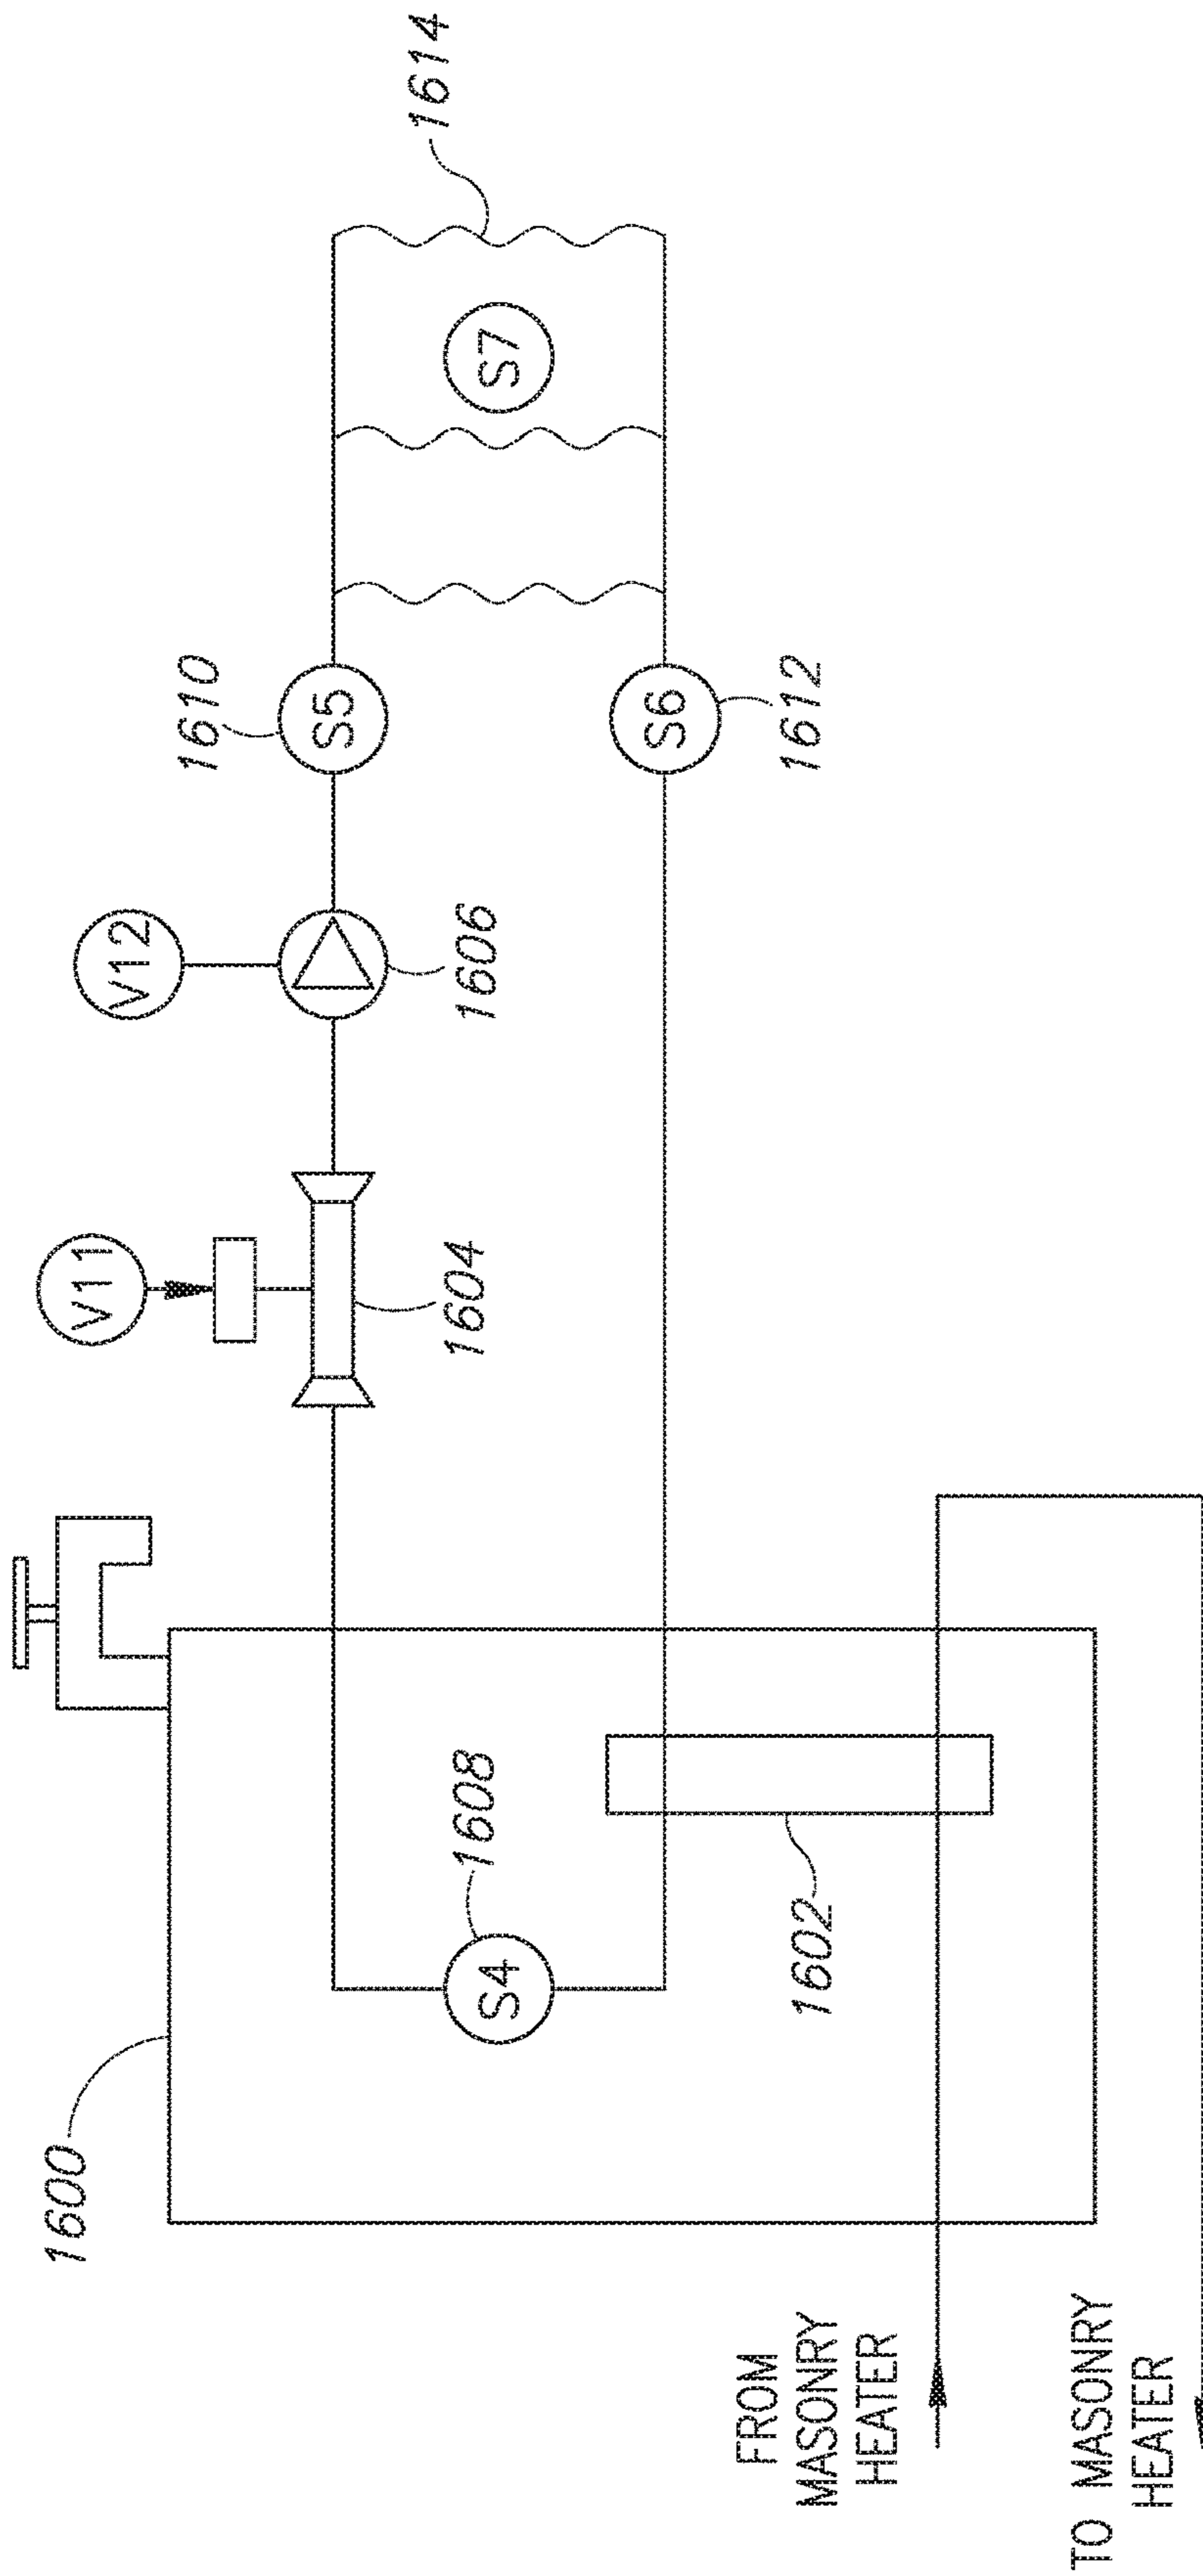 1600
1608
S4
1602
V11
1604
V12
1606
1610
S5
S6
1612
S7
1614
FROM
MASONRY
HEATER
TO MASONRY
HEATER